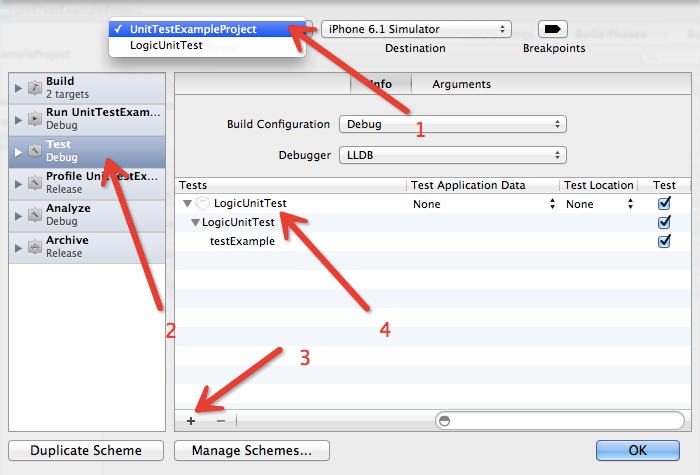 UnitTestExampleProject
LogicUnitTest
iPhone 6.1 Simulator
Destination
Breakpoints
Build Phases
Build
2 targets
Run UnitTestExam...
Debug
Test
Debug
Profile UnitTestEx...
Release
Analyze
Debug
Archive
Release
Info
Arguments
1
Build Configuration
Debug
Debugger
LLDB
Tests
Test Application Data
Test Location
Test
LogicUnitTest
None
None
LogicUnitTest
testExample
2
3
4
Duplicate Scheme
Manage Schemes...
OK